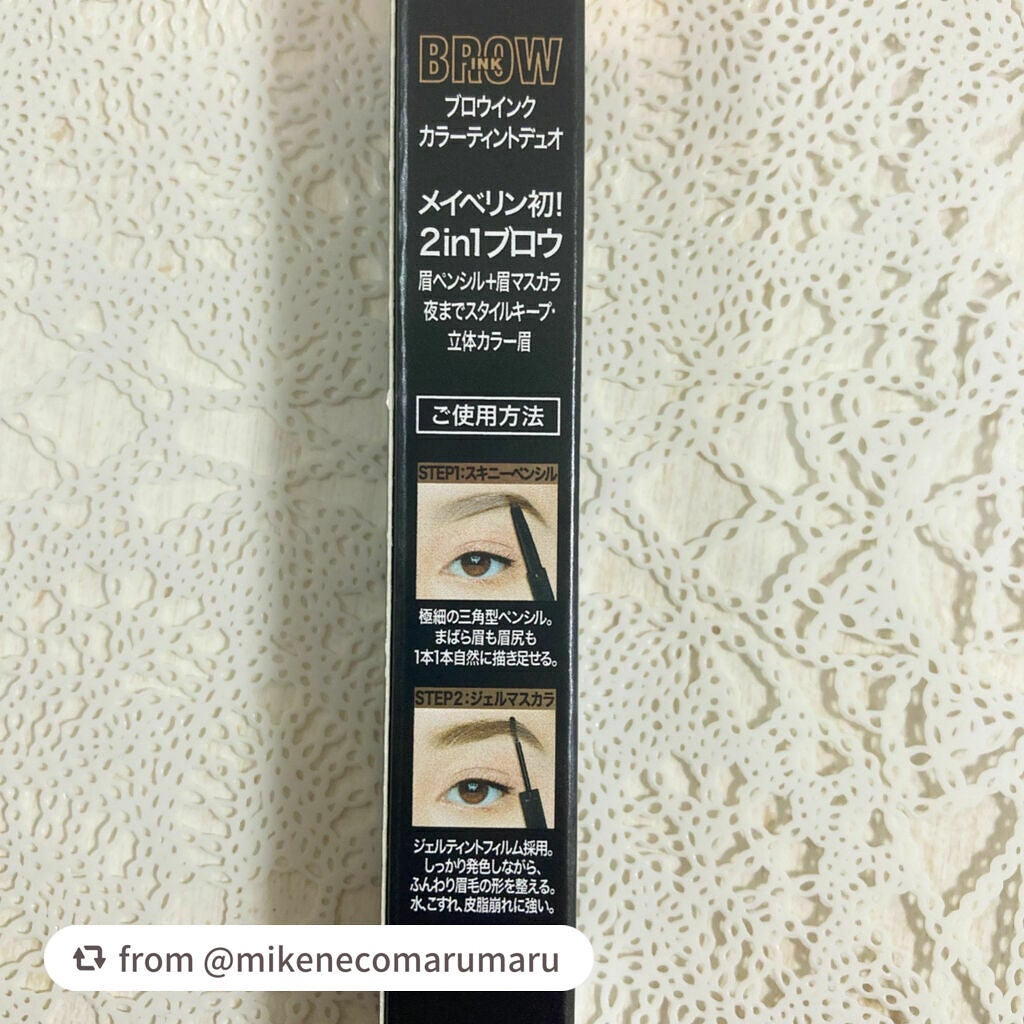 BROW
INK
ブロウインク
カラーティントデュオ
メイベリン初!
2in1ブロウ
眉ペンシル+眉マスカラ
夜までスタイルキープ・
立体カラー眉
ご使用方法
STEP1:スキニーペンシル
極細の三角型ペンシル。
まばら眉も眉尻も
1本1本自然に描き足せる。
STEP2:ジェルマスカラ
ジェルティントフィルム採用。
しっかり発色しながら、
ふんわり眉毛の形を整える。
水、こすれ、皮脂崩れに強い。
from @mikenecomarumaru